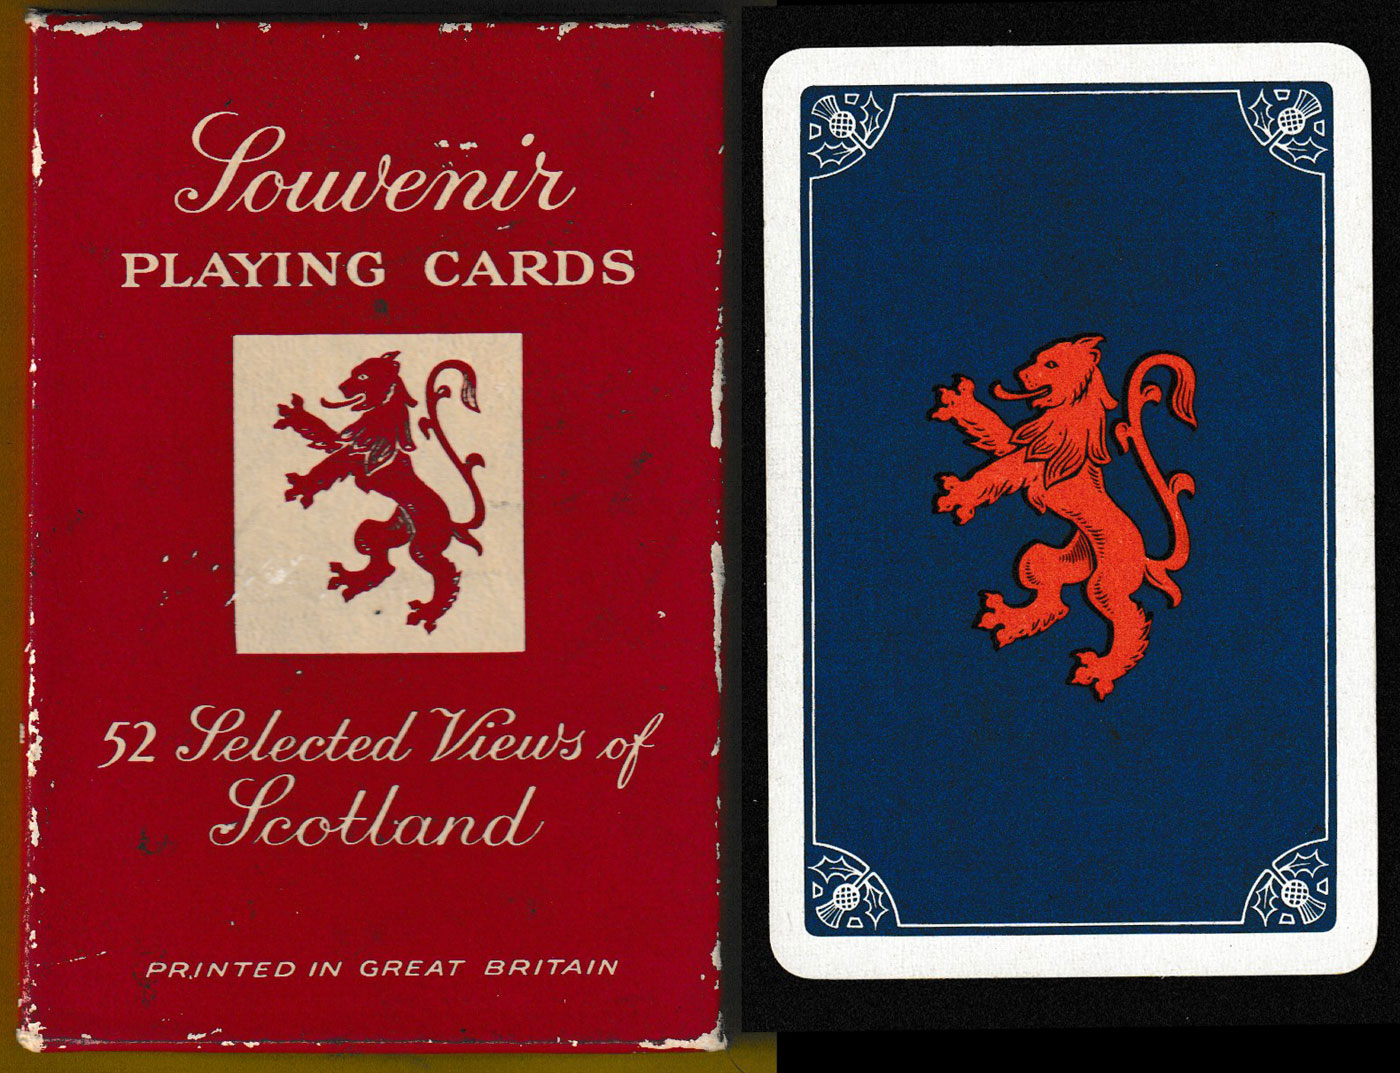 Souvenir
PLAYING CARDS
52 Selected Views of
Scotland
PRINTED IN GREAT BRITAIN